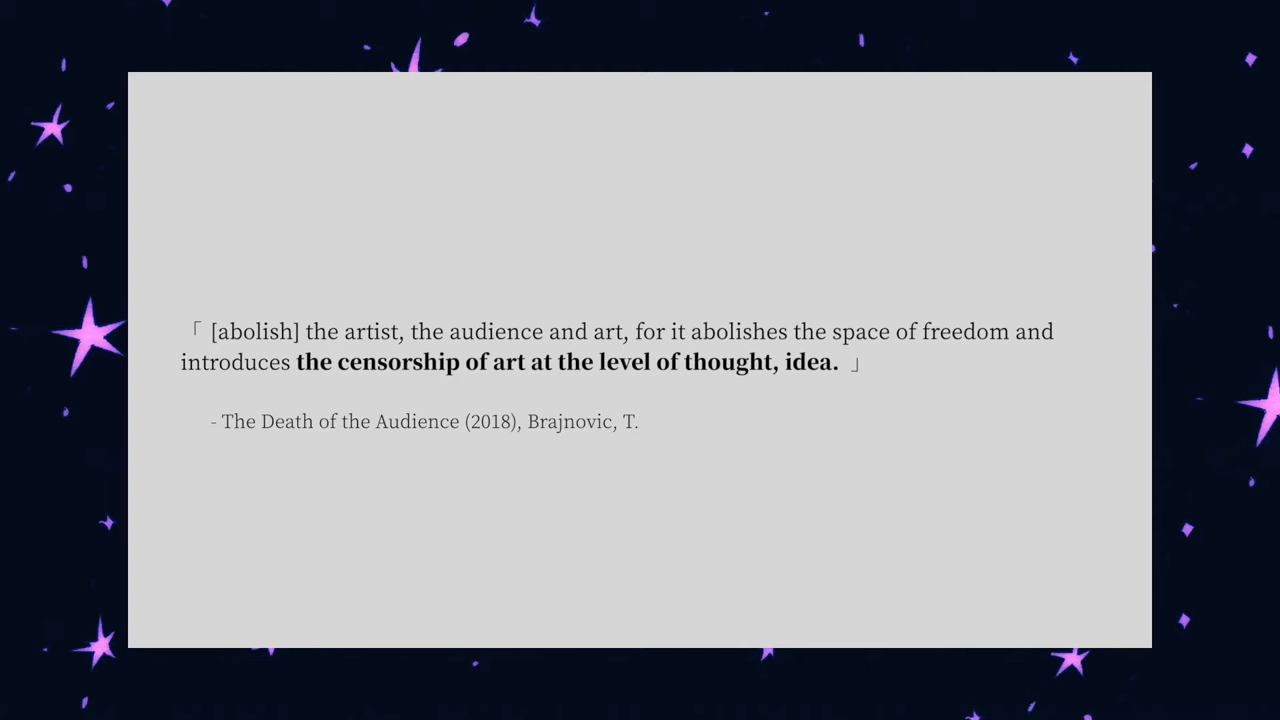 「 [abolish] the artist, the audience and art, for it abolishes the space of freedom and
introduces the censorship of art at the level of thought, idea. 」
- The Death of the Audience (2018), Brajnovic, T.